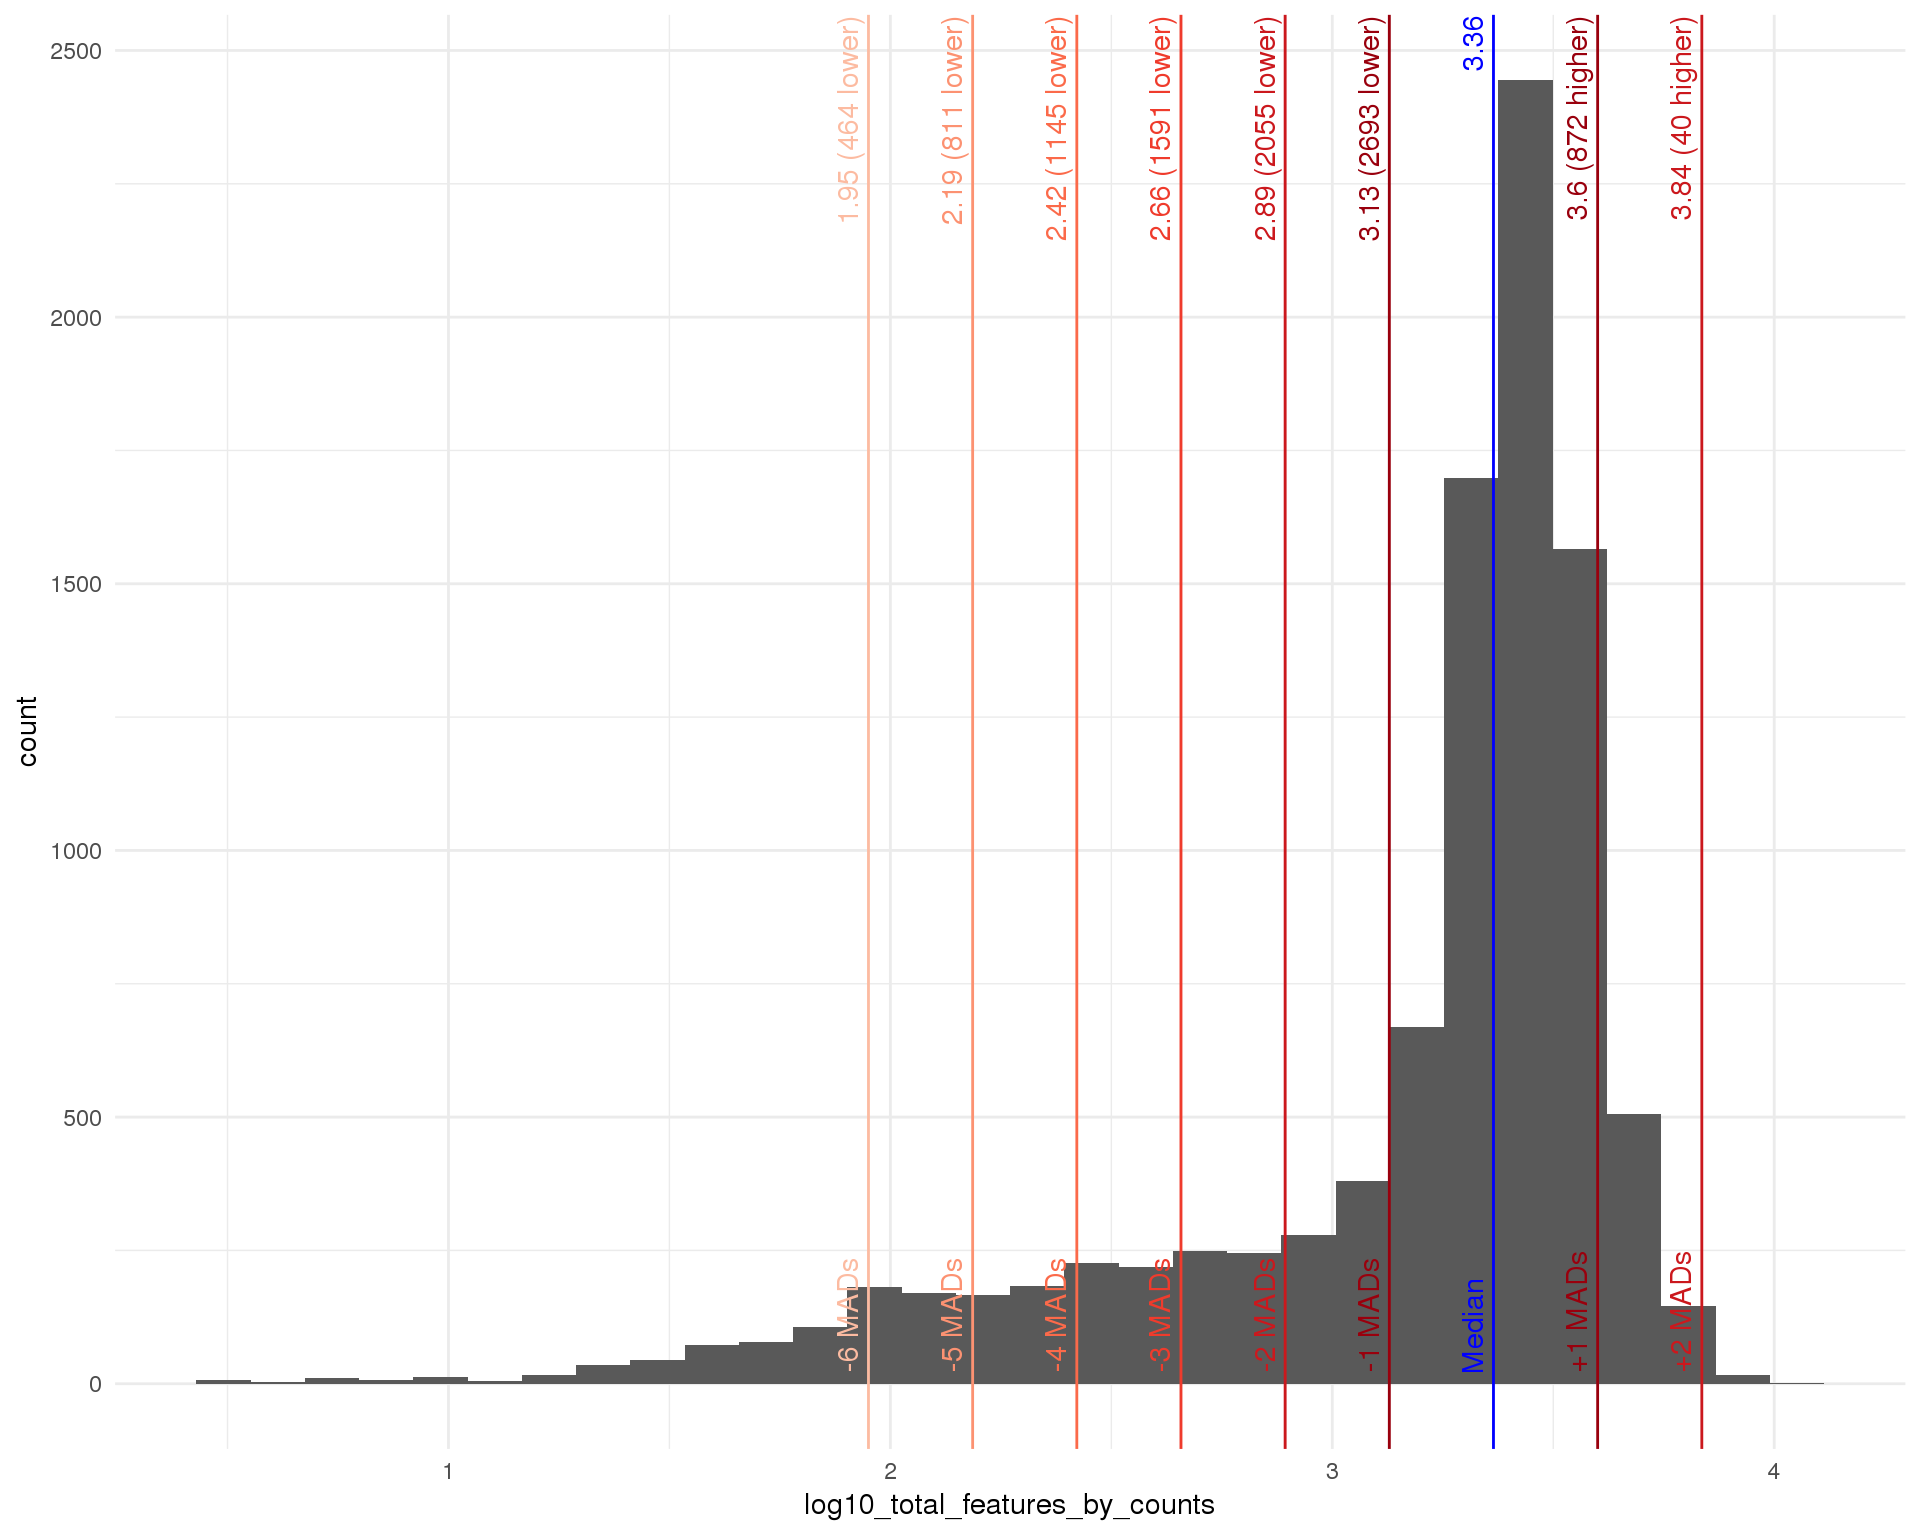 1.95 (464 lower)
2.19 (811 lower)
2.42 (1145 lower)
2.66 (1591 lower)
2.89 (2055 lower)
3.13 (2693 lower)
3.36
3.6 (872 higher)
3.84 (40 higher)
2500
2000
1500
1000
500
0
count
-6 MADs
-5 MADs
-4 MADs
-3 MADs
-2 MADs
-1 MADs
Median
+1 MADs
+2 MADs
1
2
3
4
log10_total_features_by_counts